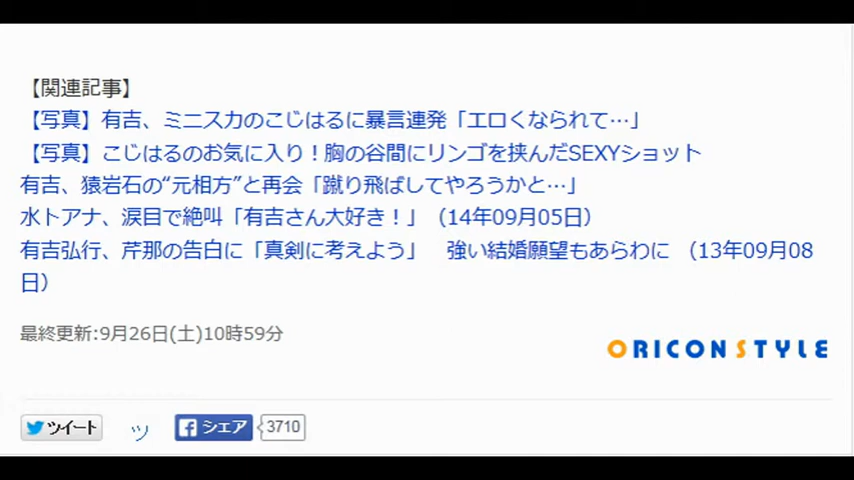 【関連記事】
【写真】有吉、ミニスカのこじはるに暴言連発「エロくなられて…」
【写真】こじはるのお気に入り！胸の谷間にリンゴを挟んだSEXYショット
有吉、猿岩石の“元相方”と再会「蹴り飛ばしてやろうかと…」
水トアナ、涙目で絶叫「有吉さん大好き！」（14年09月05日）
有吉弘行、芹那の告白に「真剣に考えよう」　強い結婚願望もあらわに　(13年09月08
日）
最終更新:9月26日(土)10時59分
ORICON STYLE
ツイート ツ シェア 3710